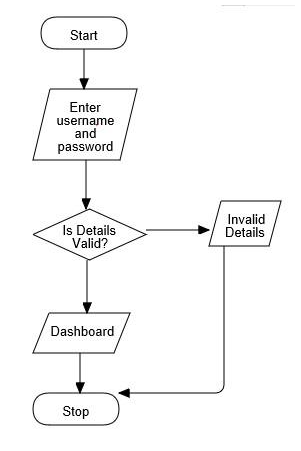 Start
Enter
username
and
password
Is Details
Valid?
Invalid
Details
Dashboard
Stop